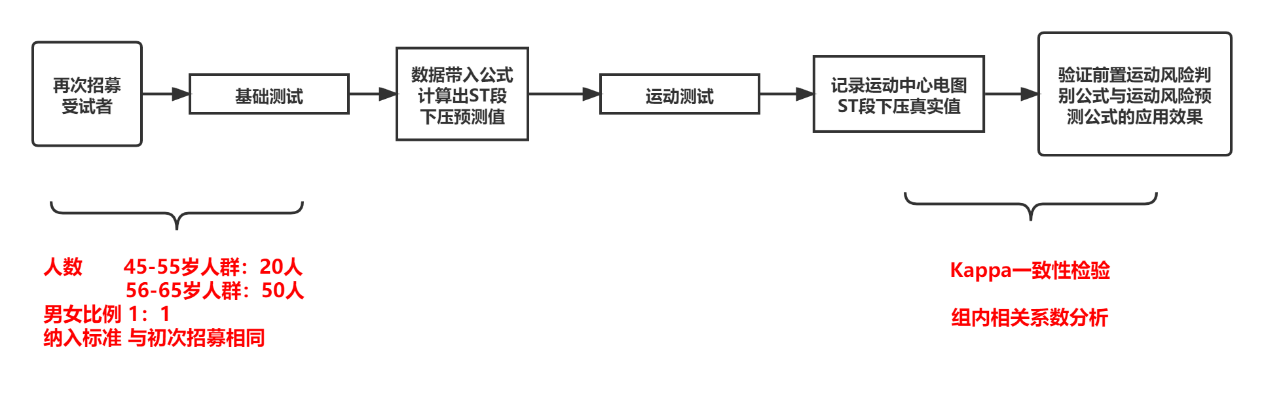 再次招募
受试者
基础测试
数据带入公式
计算出ST段
下压预测值
运动测试
记录运动中心电图
ST段下压真实值
验证前置运动风险判
别公式与运动风险预
测公式的应用效果
人数 45-55岁人群：20人
56-65岁人群：50人
男女比例 1：1
纳入标准 与初次招募相同
Kappa一致性检验
组内相关系数分析